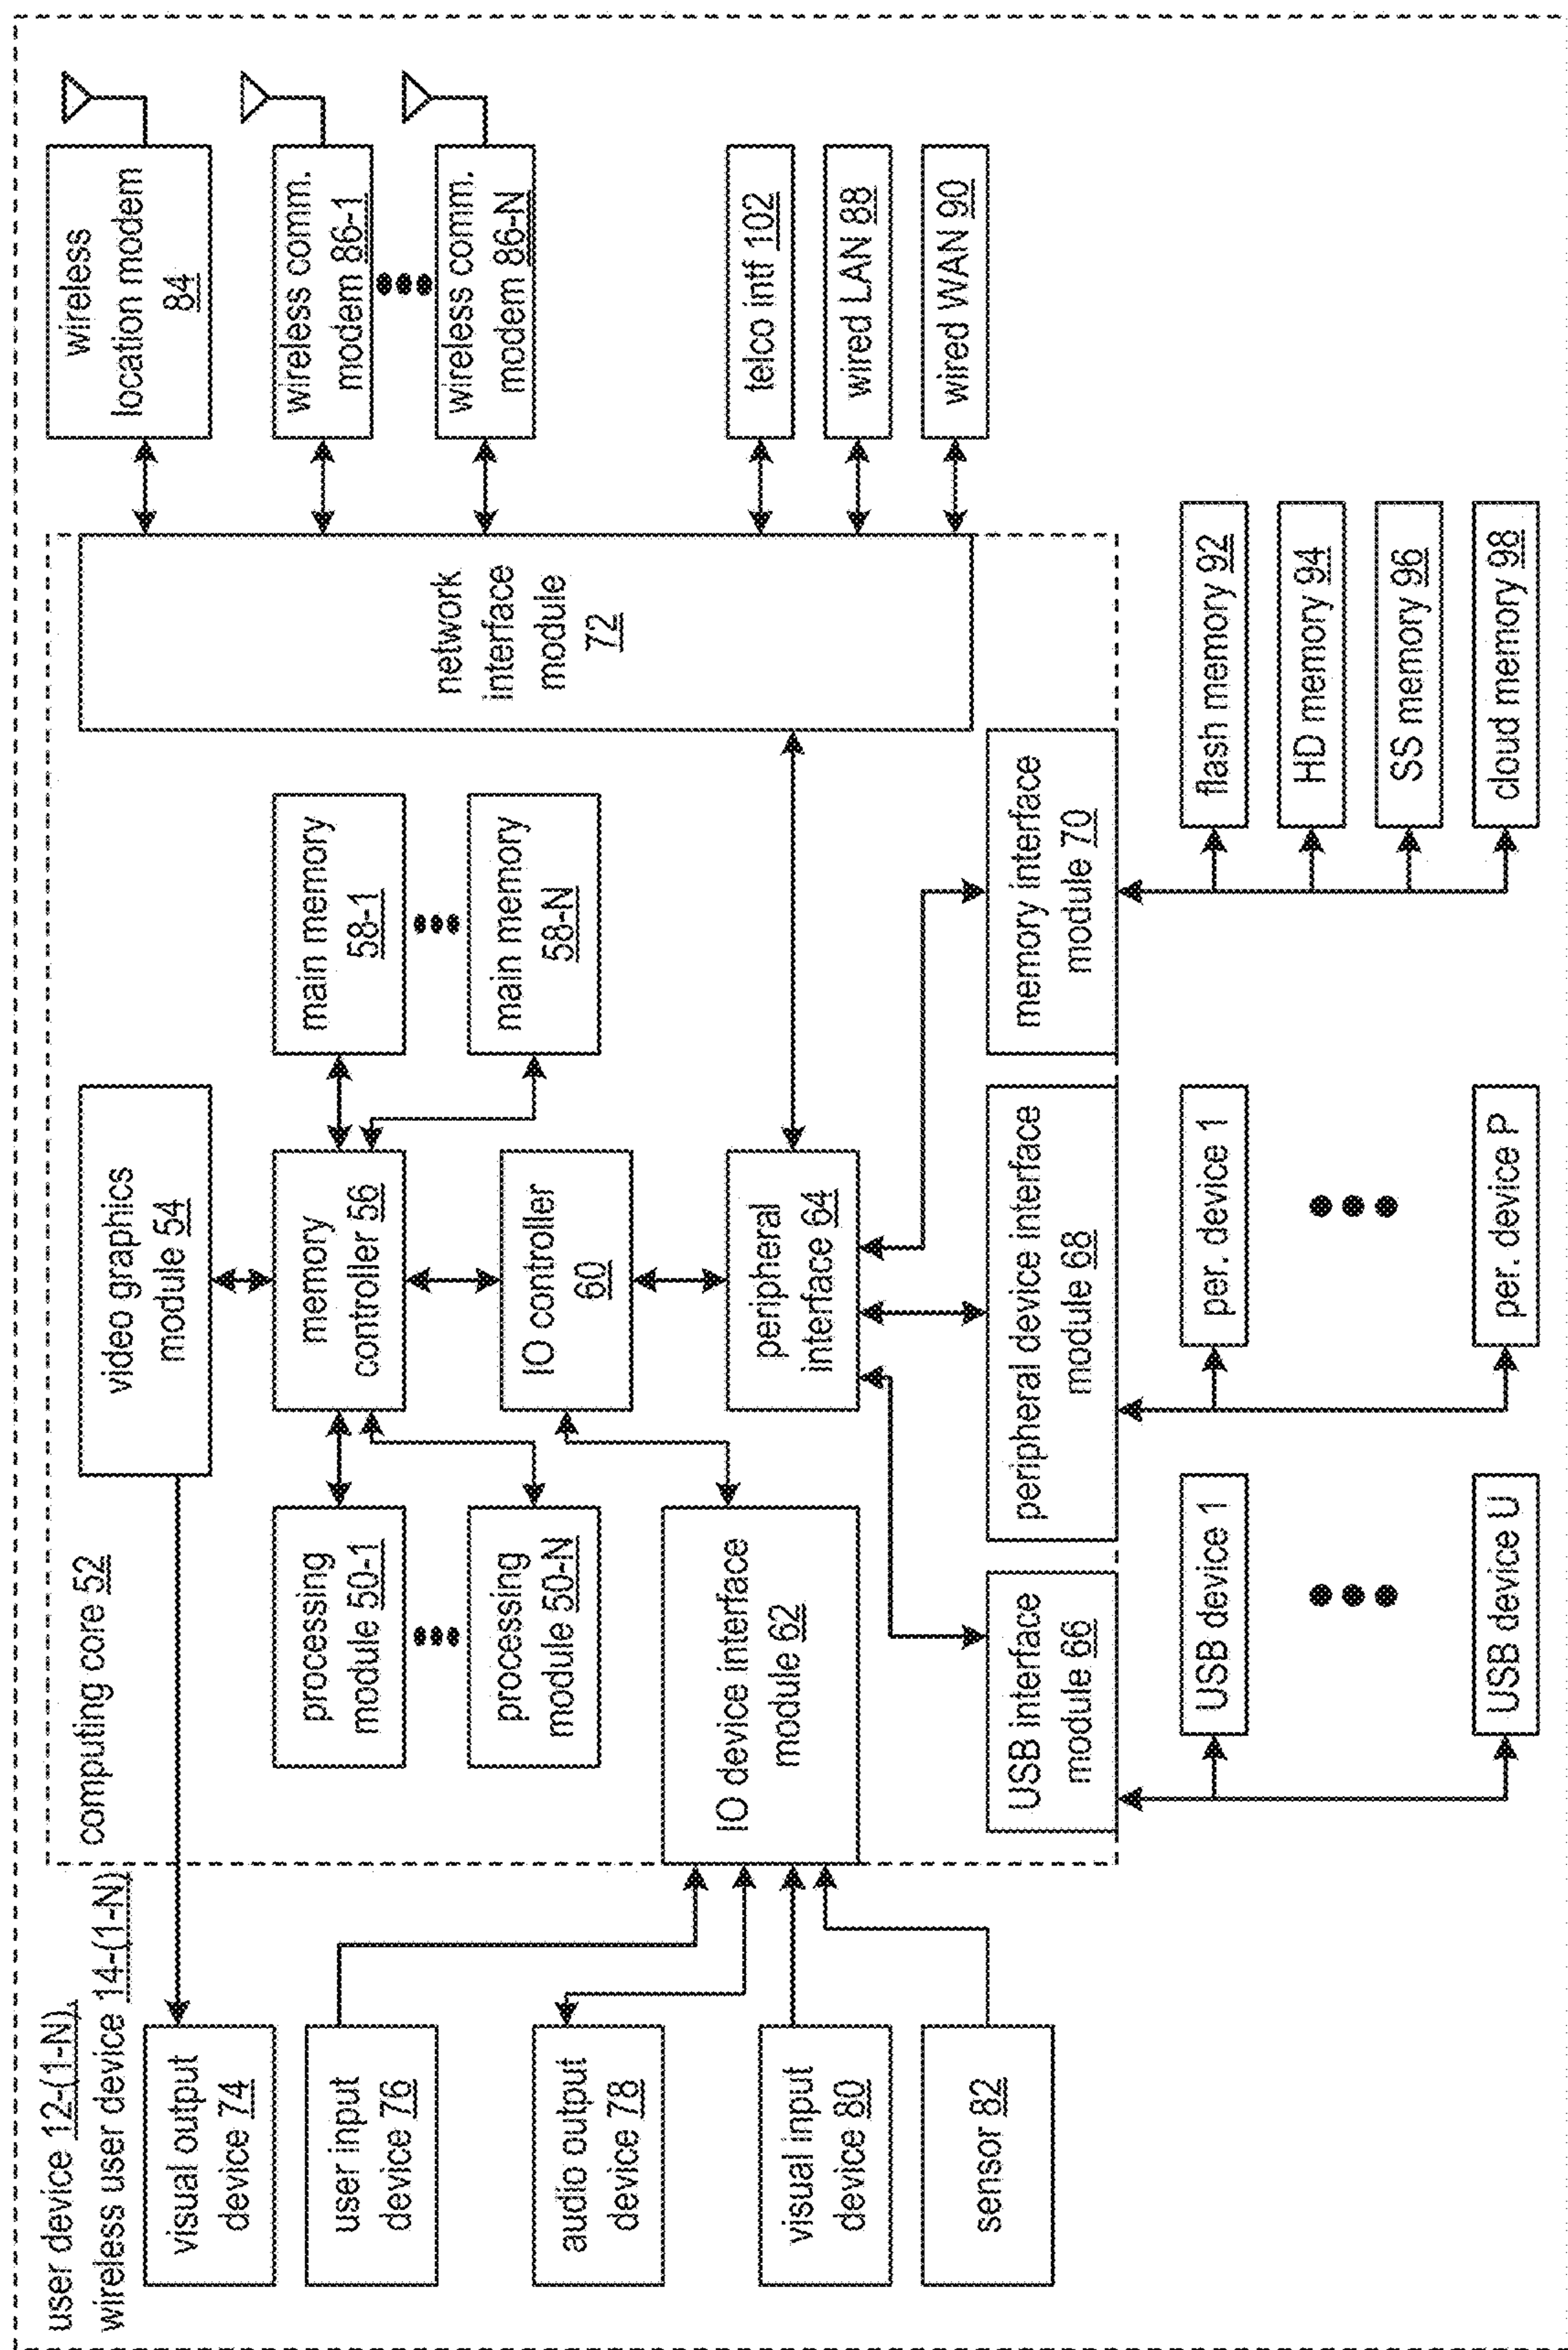 user device 12-(1-N),
wireless user device 14-(1-N)
computing core 52
visual output
device 74
user input
device 76
audio output
device 78
visual input
device 80
sensor 82
video graphics
module 54
processing
module 50-1
processing
module 50-N
memory
controller 56
main memory
58-1
main memory
58-N
IO controller
60
IO device interface
module 62
peripheral
interface 64
USB interface
module 66
peripheral device interface
module 68
memory interface
module 70
network
interface
module
72
wireless
location modem
84
wireless comm.
modem 86-1
wireless comm.
modem 86-N
telco intf 102
wired LAN 88
wired WAN 90
USB device 1
USB device U
per. device 1
per. device P
flash memory 92
HD memory 94
SS memory 96
cloud memory 98